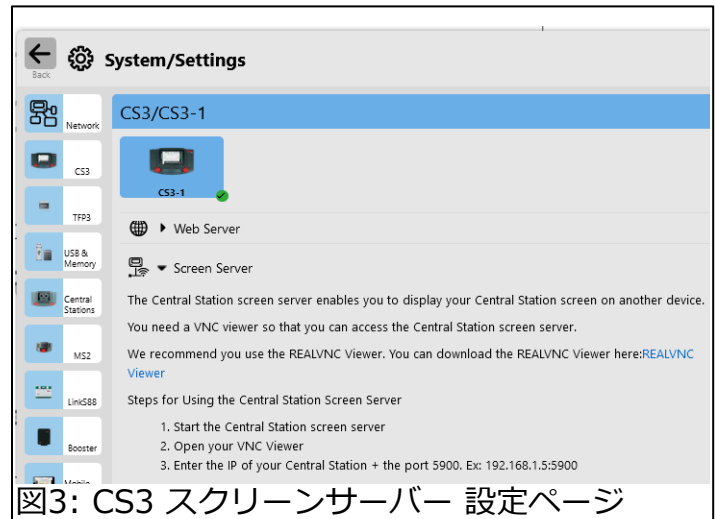 Back
System/Settings
Network
CS3/CS3-1
CS3
CS3-1
TFP3
Web Server
USB &
Memory
Screen Server
Central
Stations
The Central Station screen server enables you to display your Central Station screen on another device.
You need a VNC viewer so that you can access the Central Station screen server.
MS2
We recommend you use the REALVNC Viewer. You can download the REALVNC Viewer here:REALVNC
Viewer
LinkS88
Steps for Using the Central Station Screen Server
1. Start the Central Station screen server
Booster
2. Open your VNC Viewer
3. Enter the IP of your Central Station + the port 5900. Ex: 192.168.1.5:5900
図3: CS3 スクリーンサーバー 設定ページ